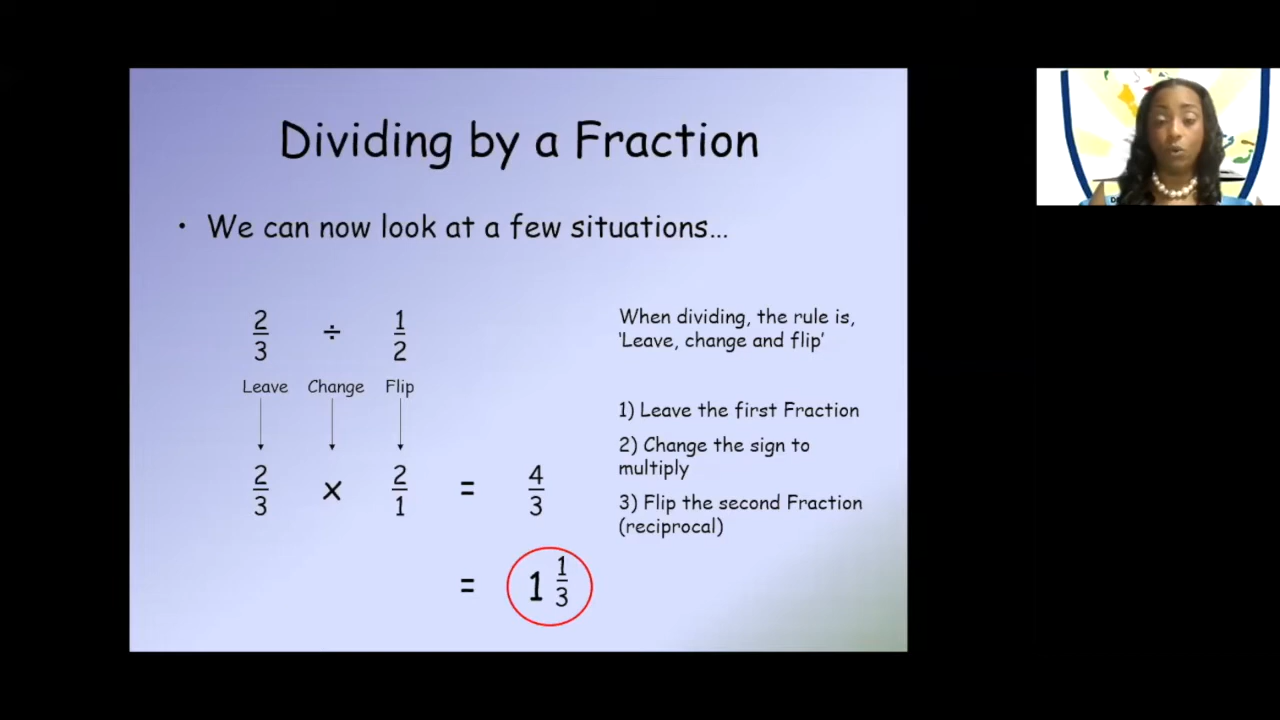 Dividing by a Fraction
• We can now look at a few situations...
2/3 ÷ 1/2
Leave Change Flip
2/3 x 2/1 = 4/3
= 1 1/3
When dividing, the rule is,
'Leave, change and flip'
1) Leave the first Fraction
2) Change the sign to
multiply
3) Flip the second Fraction
(reciprocal)